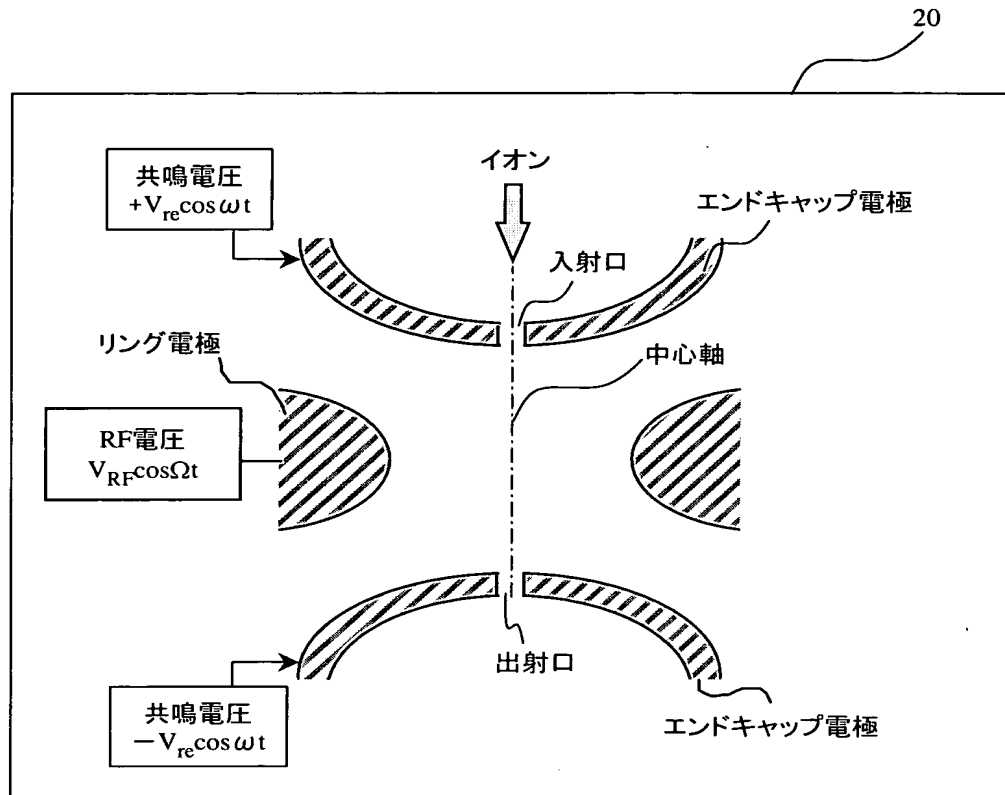 20
共鳴電圧
+V_re cos ω t
イオン
エンドキャップ電極
入射口
リング電極
中心軸
RF電圧
V_RF cosΩt
出射口
共鳴電圧
－V_re cos ω t
エンドキャップ電極